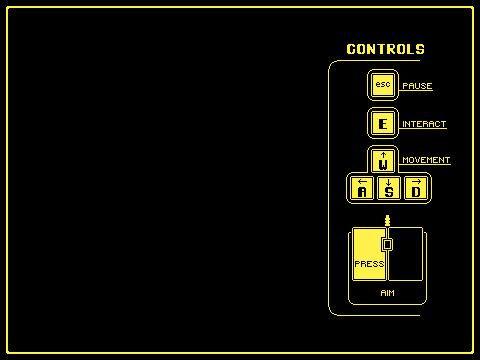 CONTROLS
esc PAUSE
E INTERACT
↑
W MOVEMENT
← ↓ →
A S D
PRESS
AIM